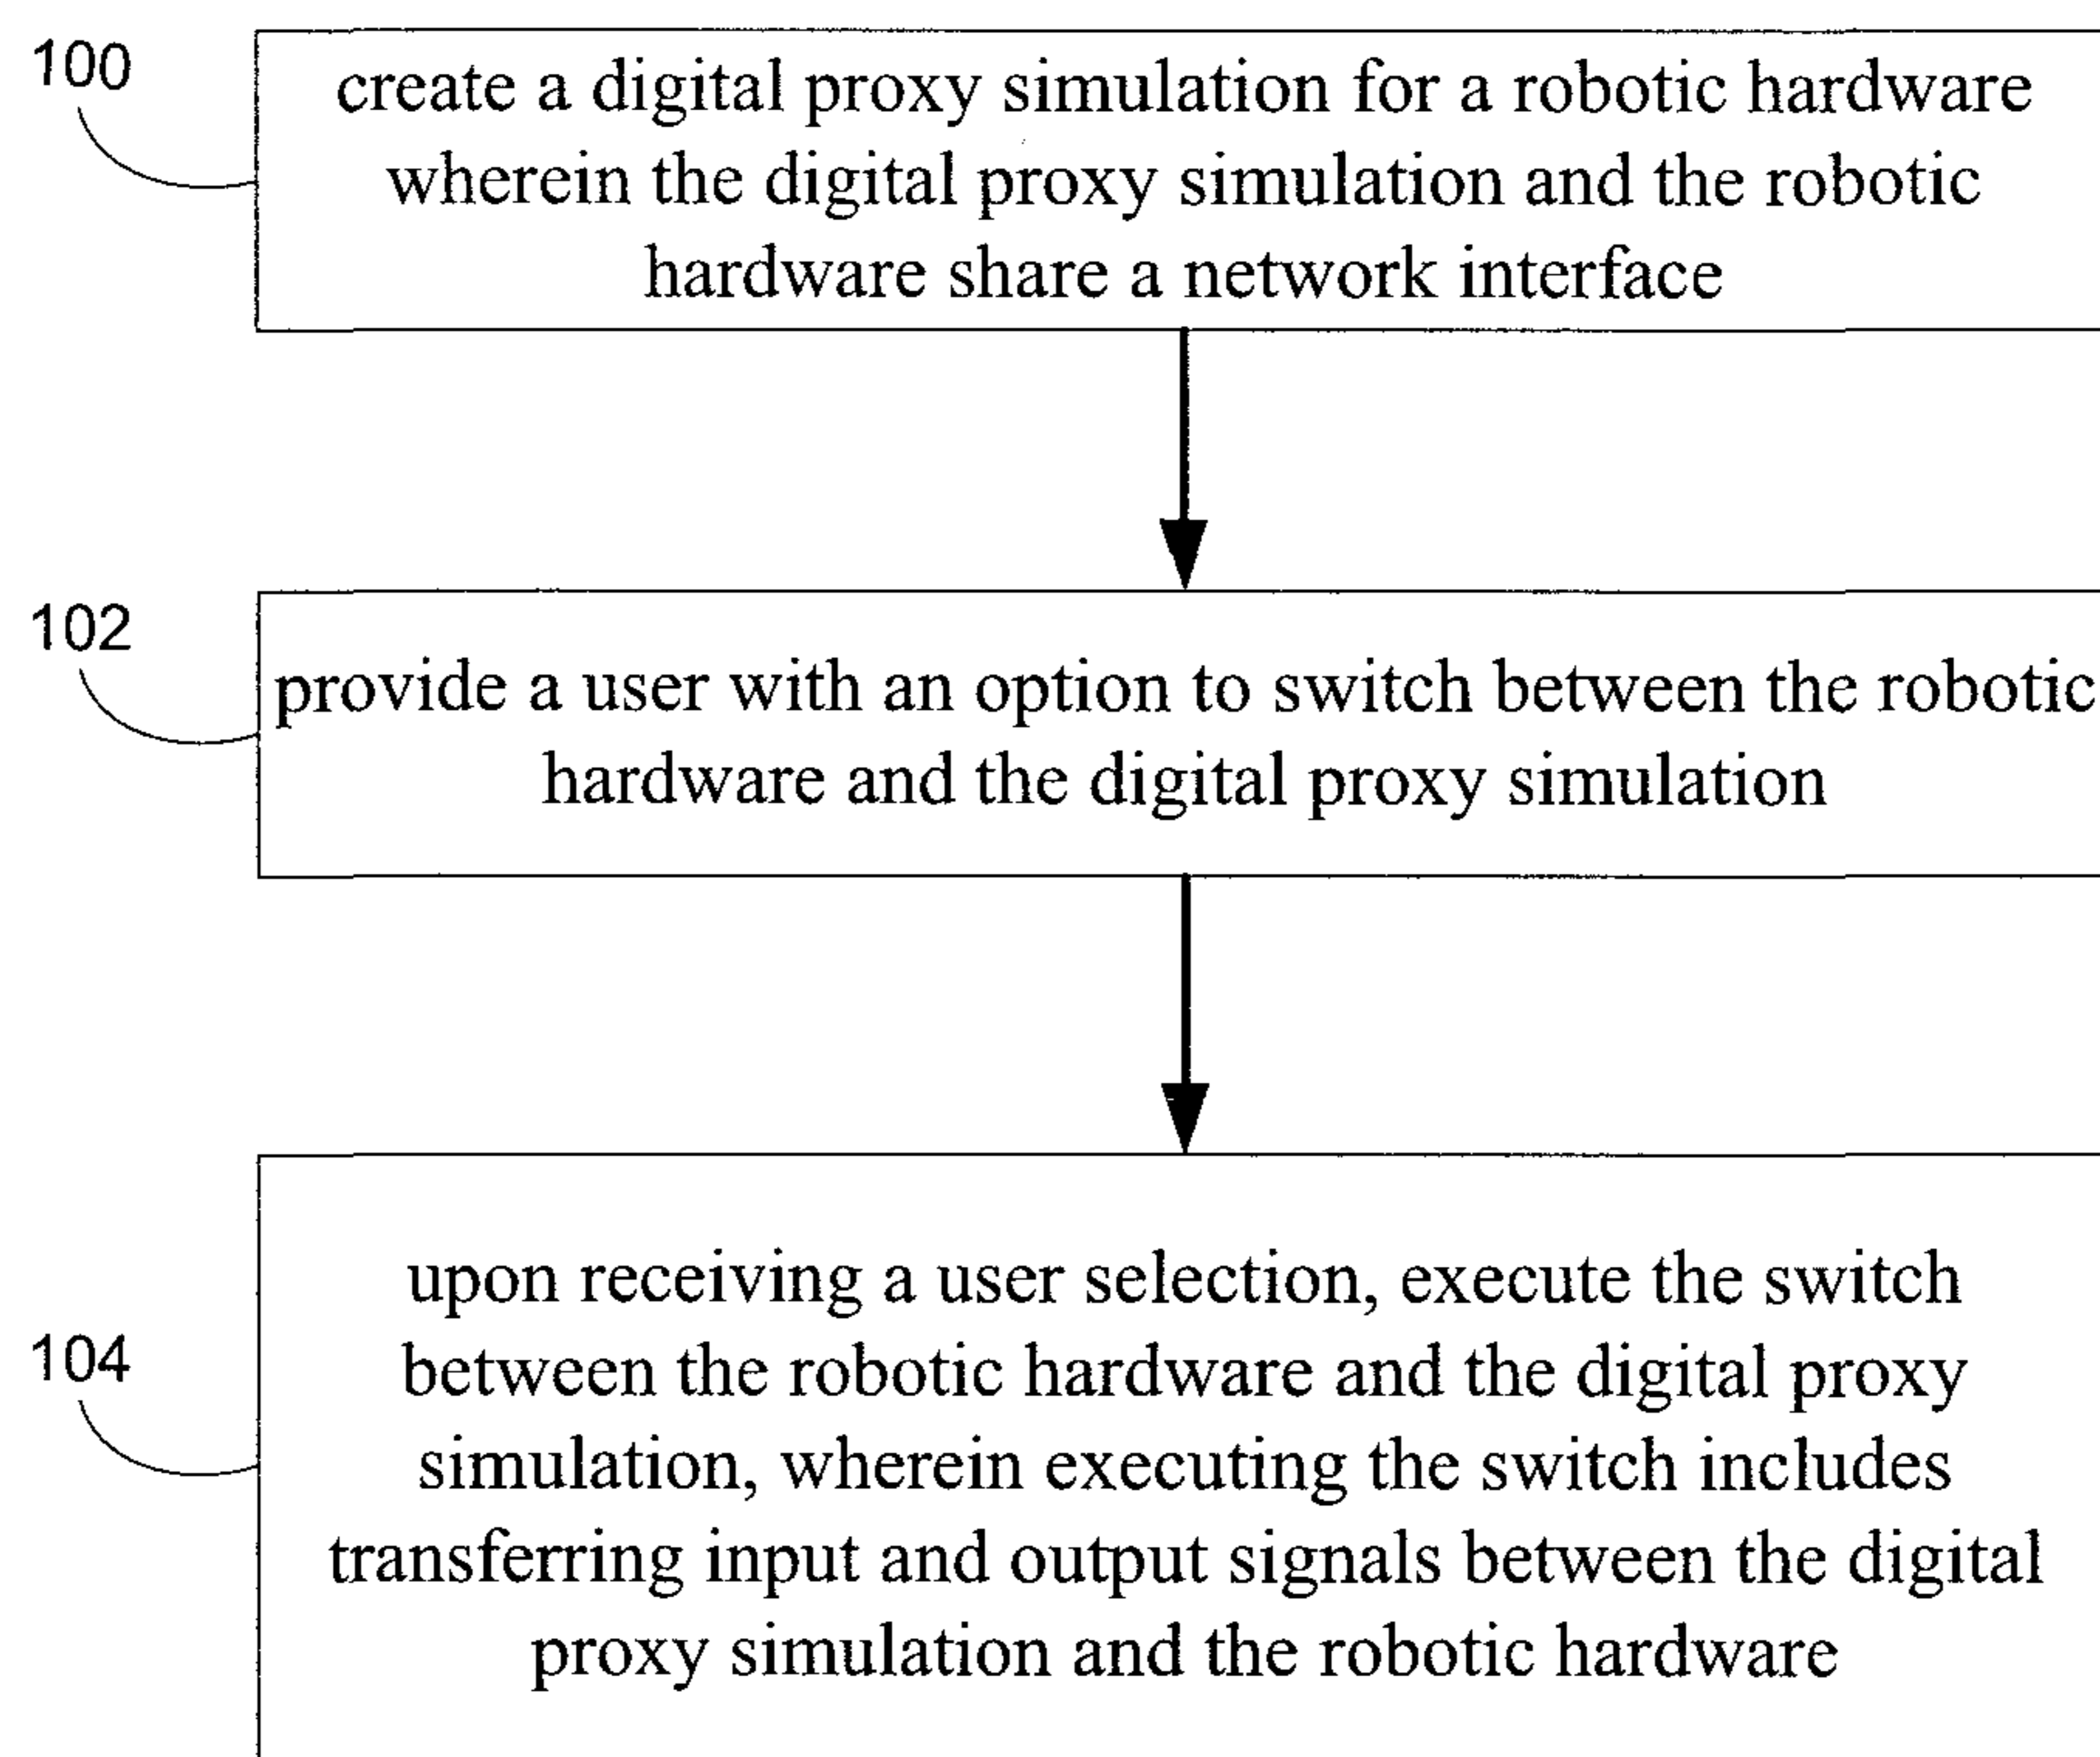 100
create a digital proxy simulation for a robotic hardware
wherein the digital proxy simulation and the robotic
hardware share a network interface
102
provide a user with an option to switch between the robotic
hardware and the digital proxy simulation
104
upon receiving a user selection, execute the switch
between the robotic hardware and the digital proxy
simulation, wherein executing the switch includes
transferring input and output signals between the digital
proxy simulation and the robotic hardware